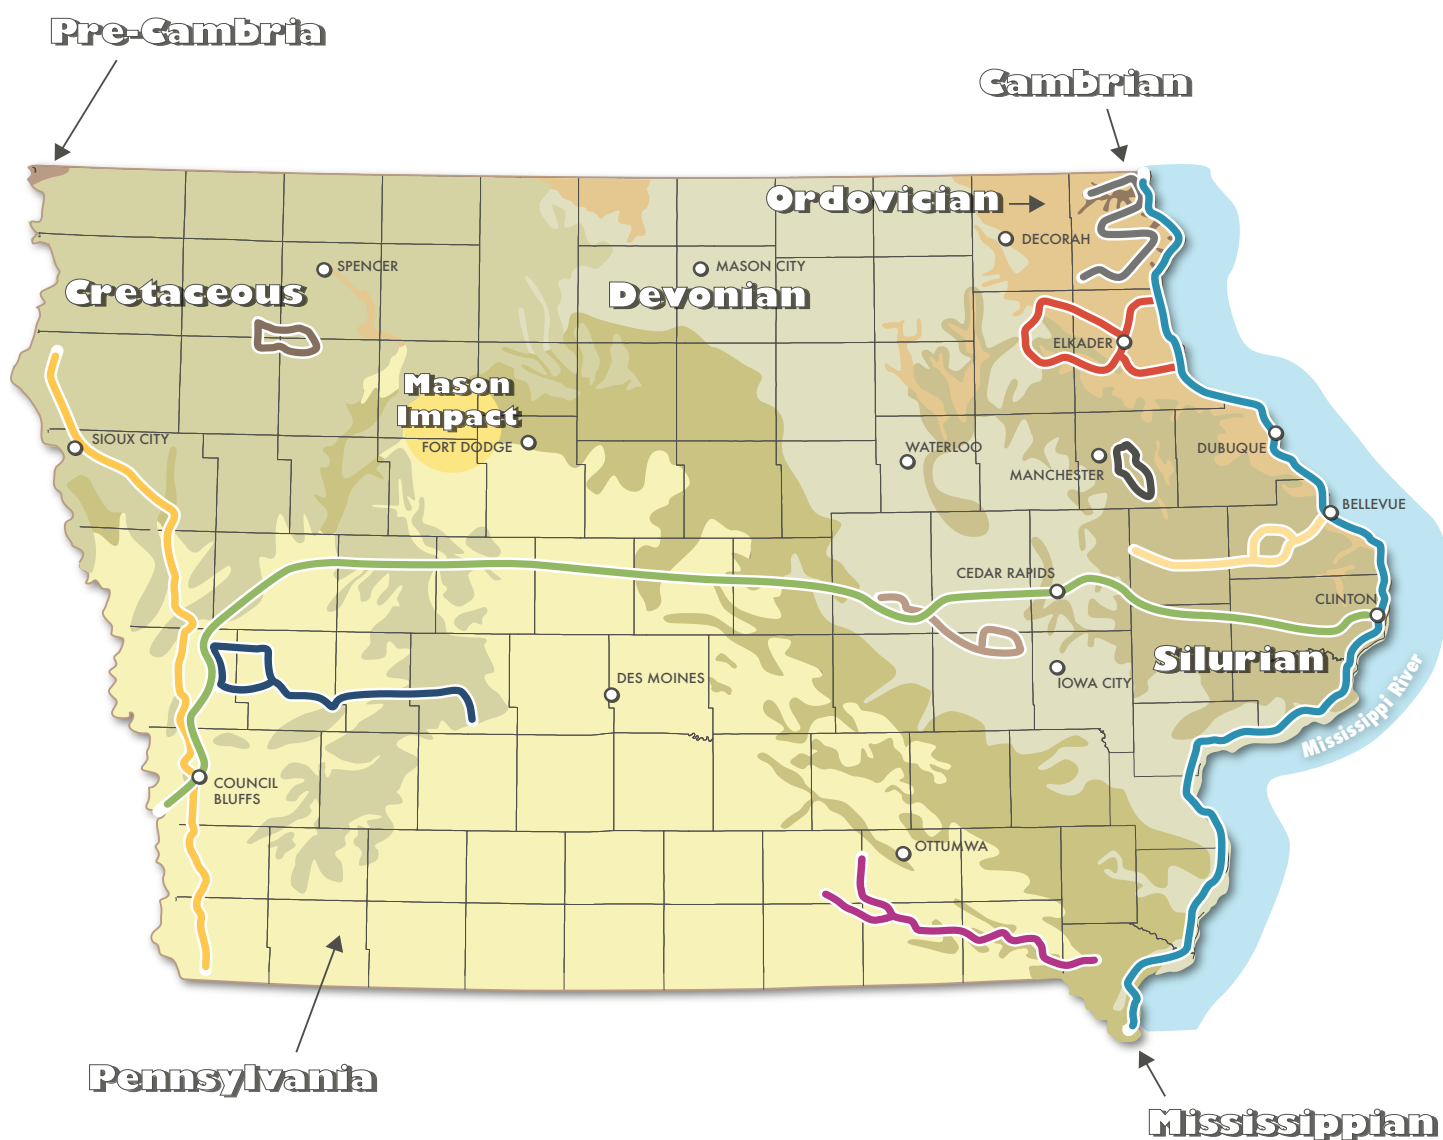 Pre-Cambria
Cambrian
Ordovician
DECORAH
SPENCER
MASON CITY
Cretaceous
Devonian
ELKADER
Mason
Impact
SIOUX CITY
FORT DODGE
WATERLOO
MANCHESTER
DUBUQUE
BELLEVUE
CEDAR RAPIDS
CLINTON
Silurian
DES MOINES
IOWA CITY
Mississippi River
COUNCIL
BLUFFS
OTTUMWA
Pennsylvania
Mississippian